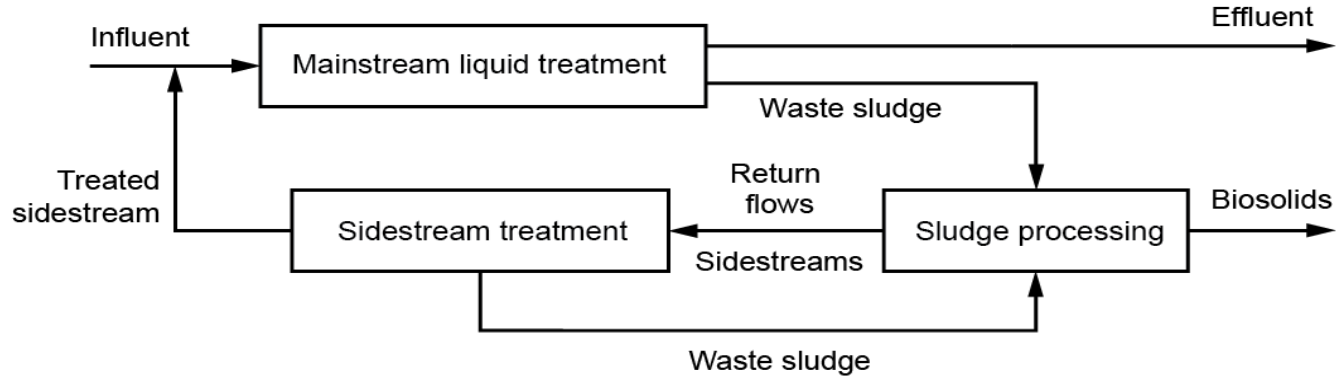 Influent
Mainstream liquid treatment
Effluent
Waste sludge
Treated
sidestream
Sidestream treatment
Return
flows
Sidestreams
Sludge processing
Biosolids
Waste sludge